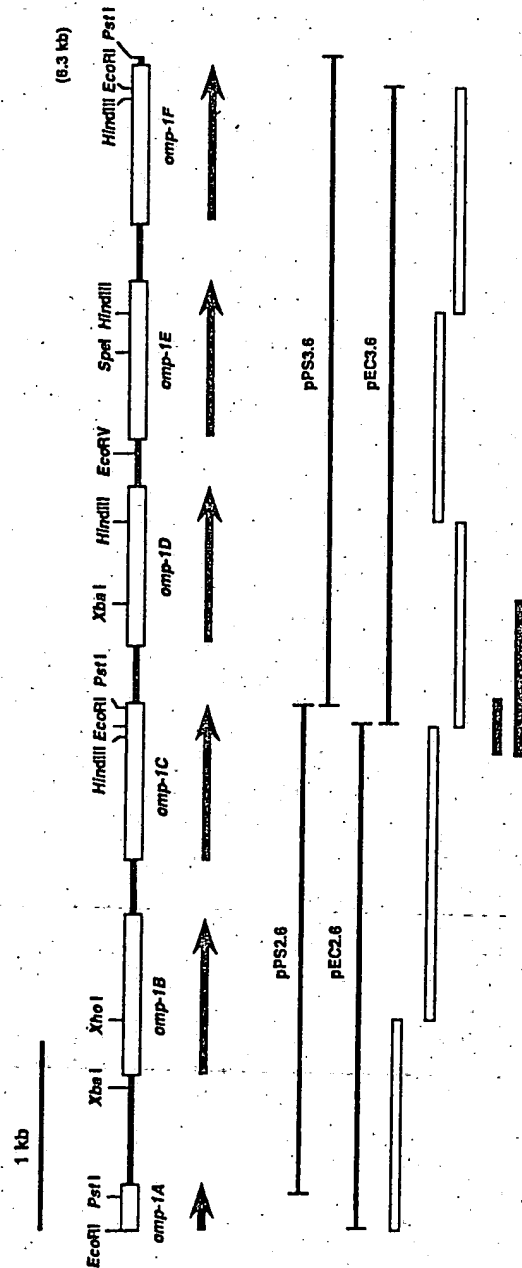 1 kb
(6.3 kb)
EcoRI PstI XbaI XhoI HindIII EcoRI PstI XbaI HindIII EcoRV SpeI HindIII HindIII EcoRI PstI
omp-1A omp-1B omp-1C omp-1D omp-1E omp-1F
pPS2.6 pPS3.6
pEC2.6 pEC3.6